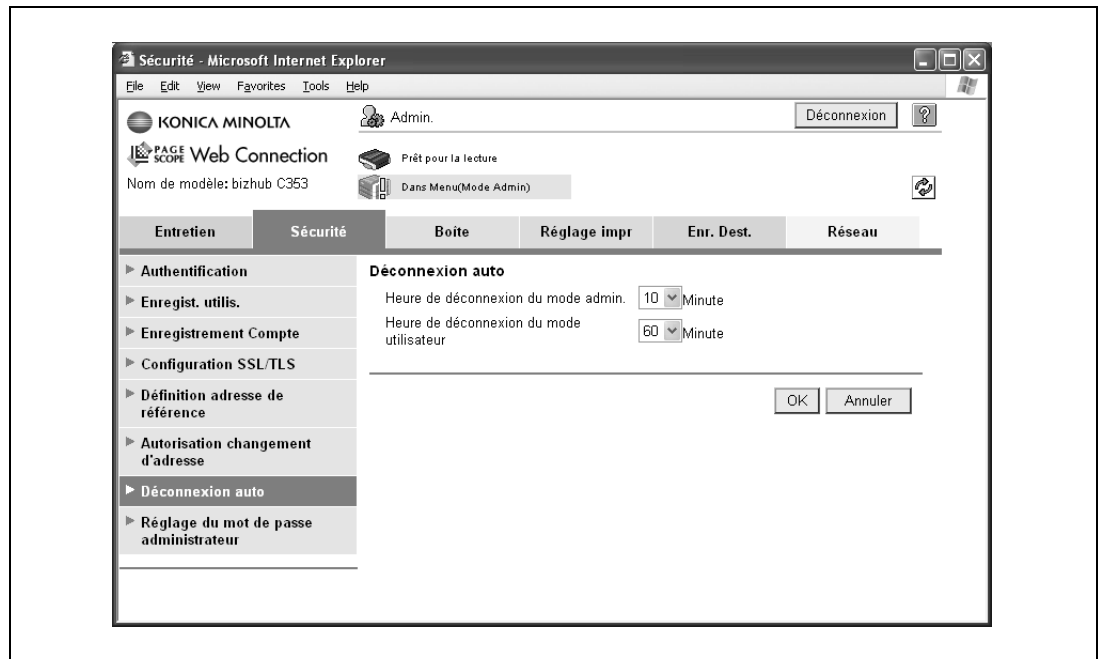 Sécurité - Microsoft Internet Explorer
File Edit View Favorites Tools Help
KONICA MINOLTA
Admin.
Déconnexion
?
PAGE SCOPE Web Connection
Prêt pour la lecture
Nom de modèle: bizhub C353
Dans Menu(Mode Admin)
Entretien Sécurité Boîte Réglage impr Enr. Dest. Réseau
Authentification
Enregist. utilis.
Enregistrement Compte
Configuration SSL/TLS
Définition adresse de
référence
Autorisation changement
d'adresse
Déconnexion auto
Réglage du mot de passe
administrateur
Déconnexion auto
Heure de déconnexion du mode admin. 10 Minute
Heure de déconnexion du mode
utilisateur 60 Minute
OK Annuler